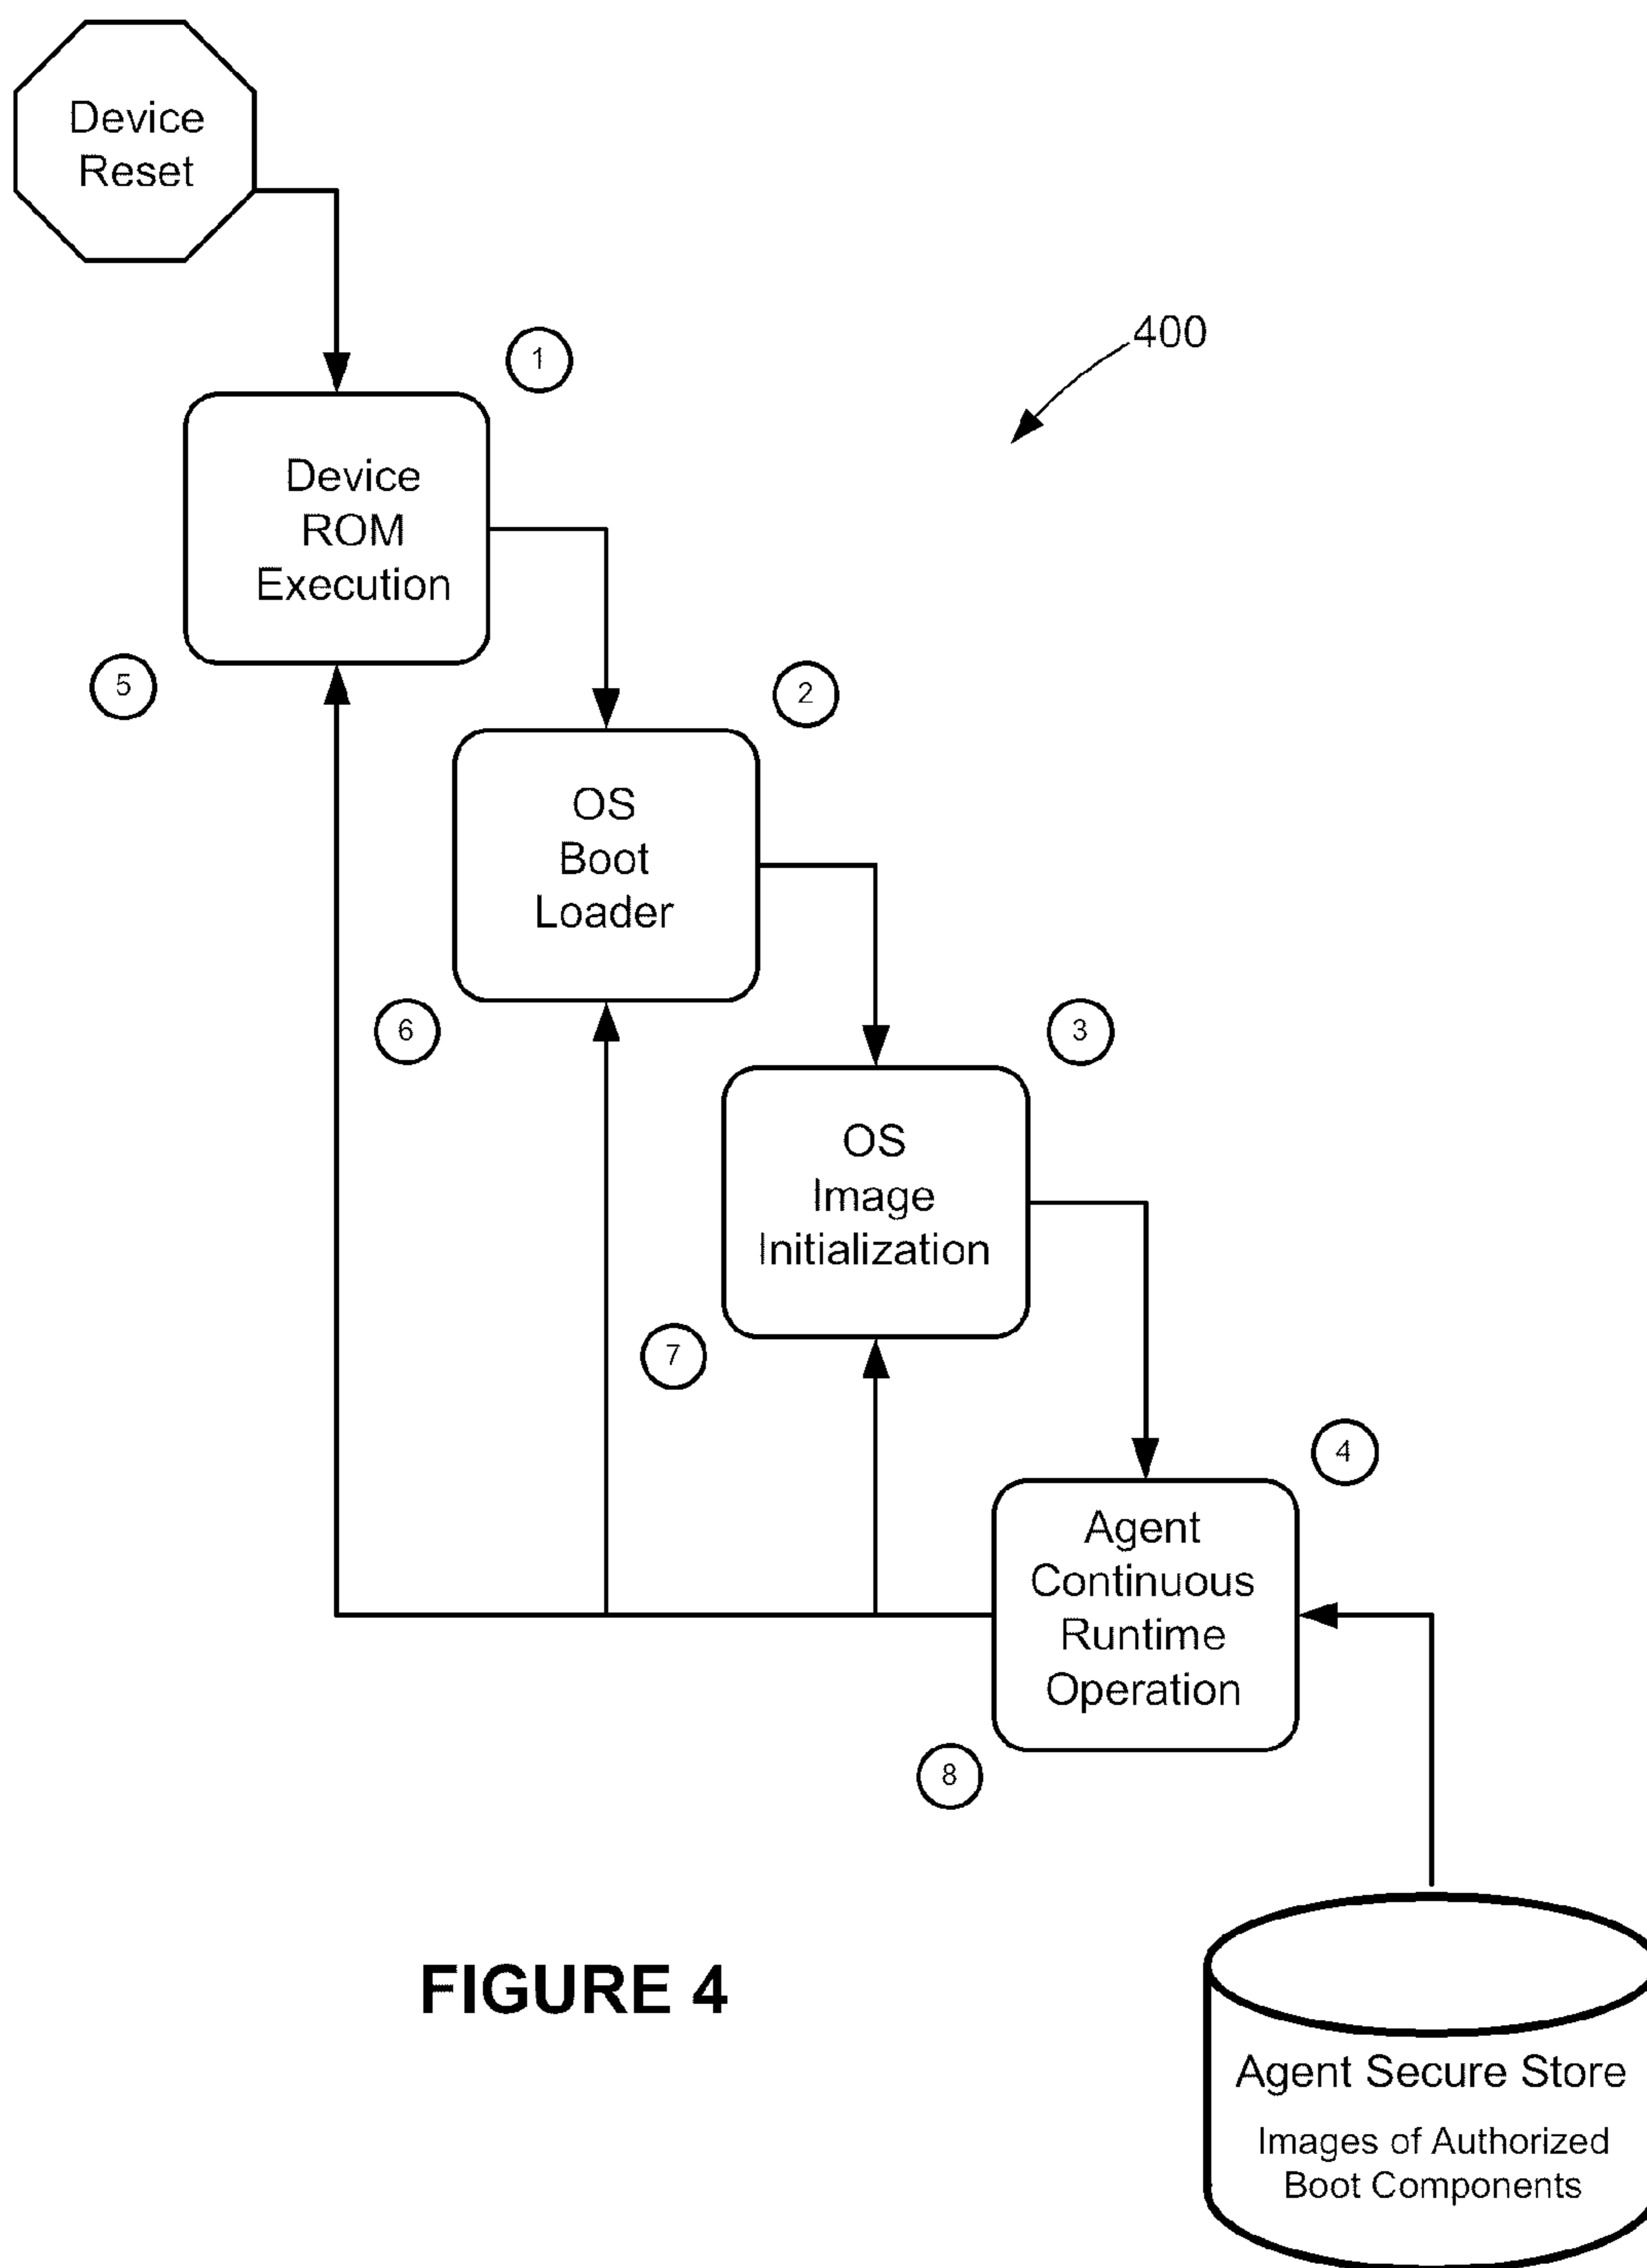 Device
Reset
1
400
Device
ROM
Execution
5
2
OS
Boot
Loader
6
3
OS
Image
Initialization
7
4
Agent
Continuous
Runtime
Operation
8
FIGURE 4
Agent Secure Store
Images of Authorized
Boot Components